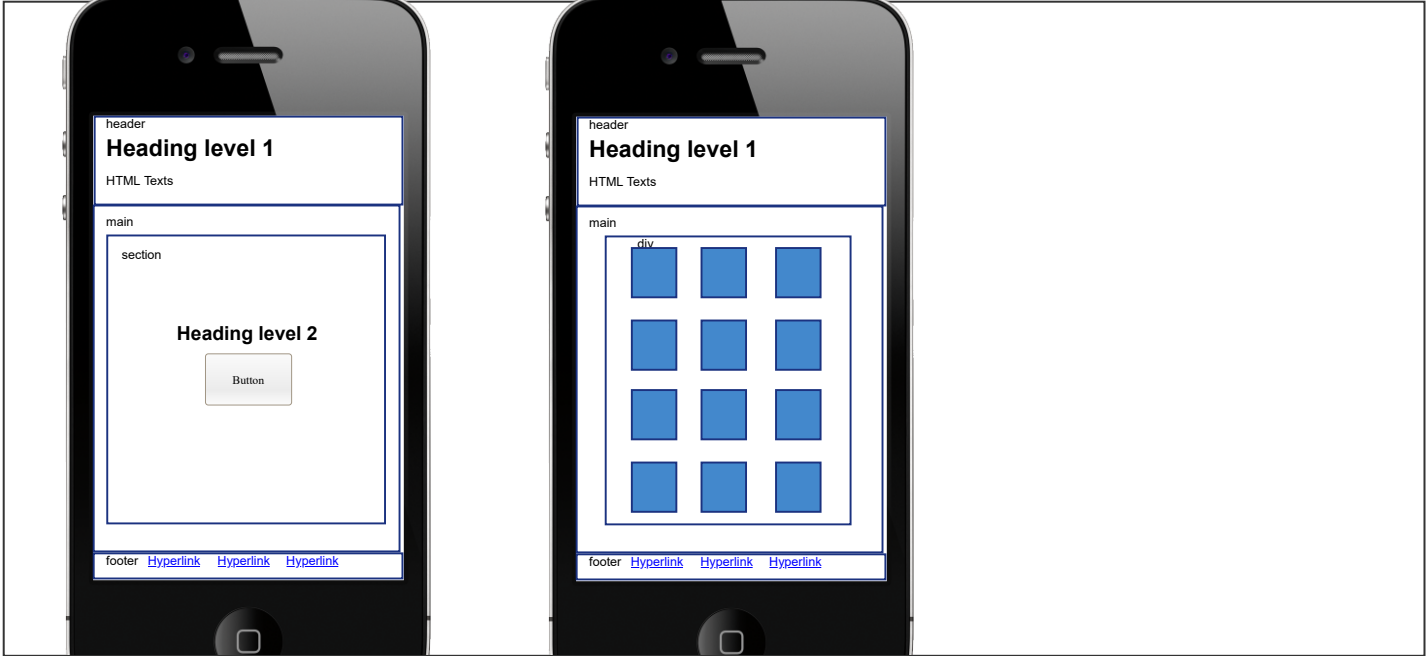 header
Heading level 1
HTML Texts
main
section
Heading level 2
Button
footer Hyperlink Hyperlink Hyperlink
header
Heading level 1
HTML Texts
main
div
footer Hyperlink Hyperlink Hyperlink